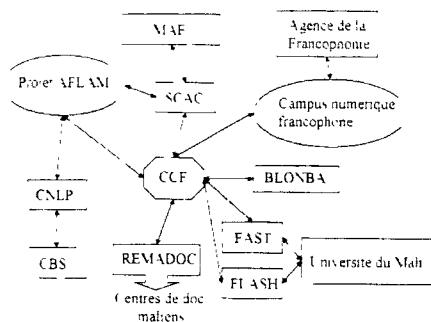 MAE
Agence de la
Francophonie
Projet AFLAM
SCAC
Campus numerique
francophone
CCF
BLONBA
CNLP
FAST
CBS
REMADOC
FLASH
Universite du Mali
Centres de doc
maliens